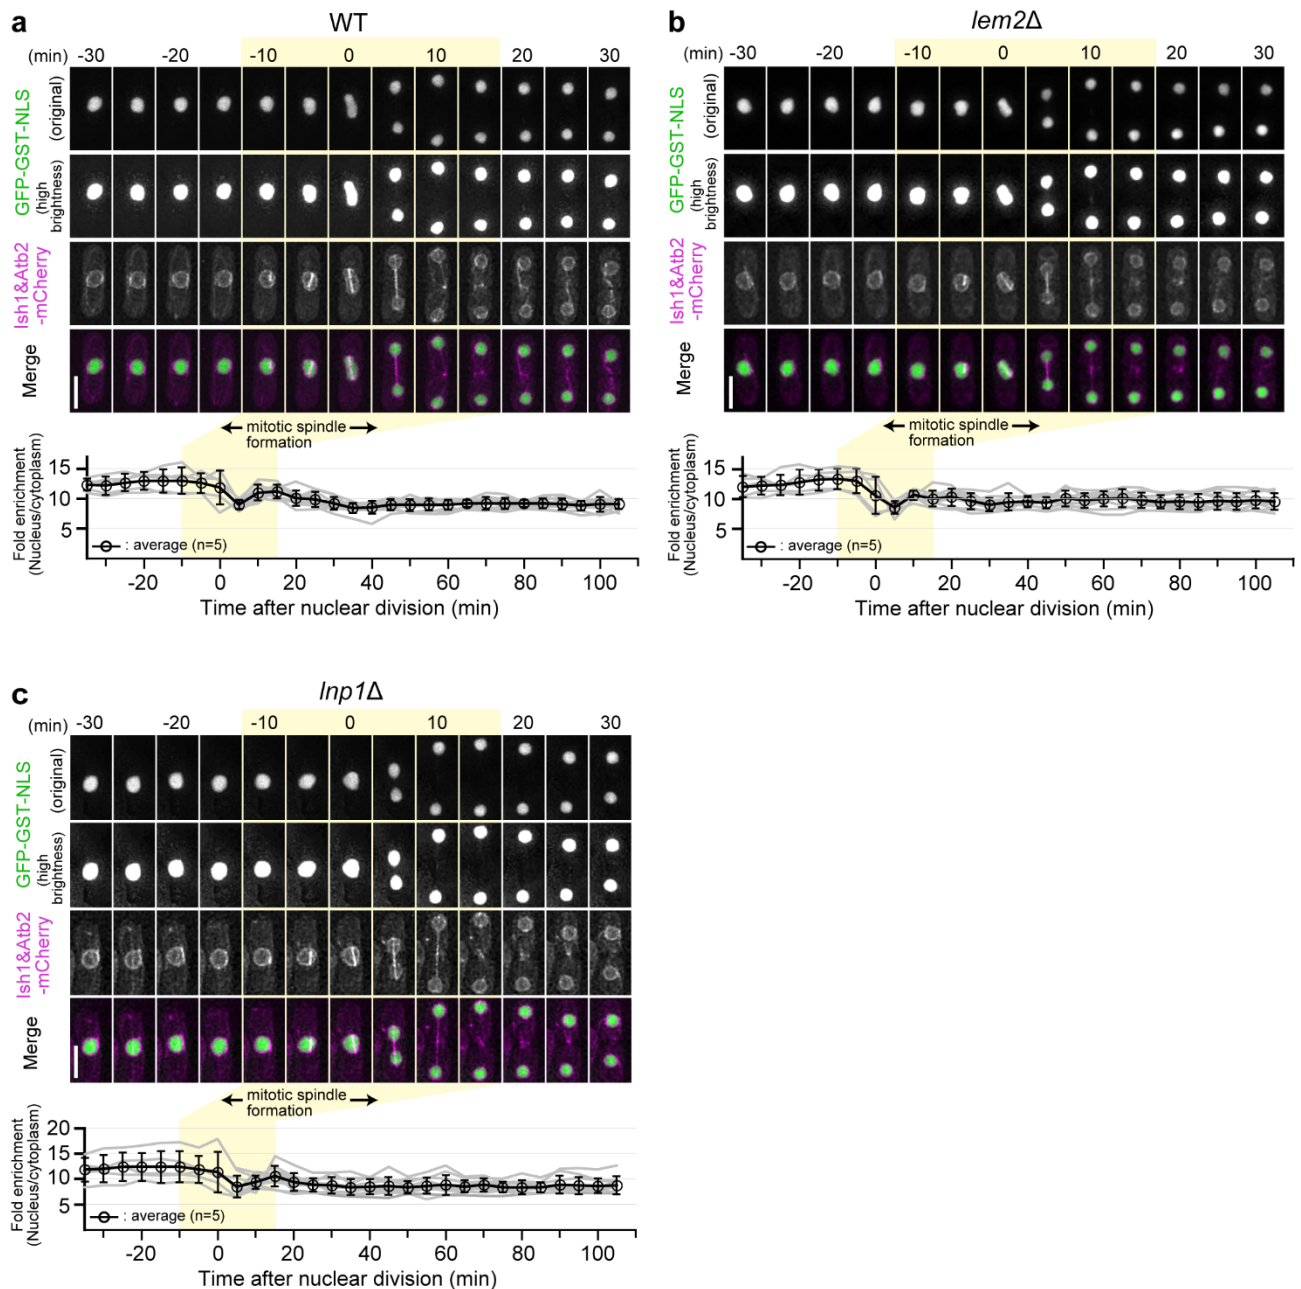 a
WT
(min) -30 -20 -10 0 10 20 30
GFP-GST-NLS
(original)
(high
brightness)
Ish1&Atb2
-mCherry
Merge
mitotic spindle
formation
Fold enrichment
(Nucleus/cytoplasm)
15
10
5
: average (n=5)
-20 0 20 40 60 80 100
Time after nuclear division (min)
b
lem2Δ
(min) -30 -20 -10 0 10 20 30
GFP-GST-NLS
(original)
(high
brightness)
Ish1&Atb2
-mCherry
Merge
mitotic spindle
formation
Fold enrichment
(Nucleus/cytoplasm)
15
10
5
: average (n=5)
-20 0 20 40 60 80 100
Time after nuclear division (min)
c
lnp1Δ
(min) -30 -20 -10 0 10 20 30
GFP-GST-NLS
(original)
(high
brightness)
Ish1&Atb2
-mCherry
Merge
mitotic spindle
formation
Fold enrichment
(Nucleus/cytoplasm)
20
15
10
5
: average (n=5)
-20 0 20 40 60 80 100
Time after nuclear division (min)